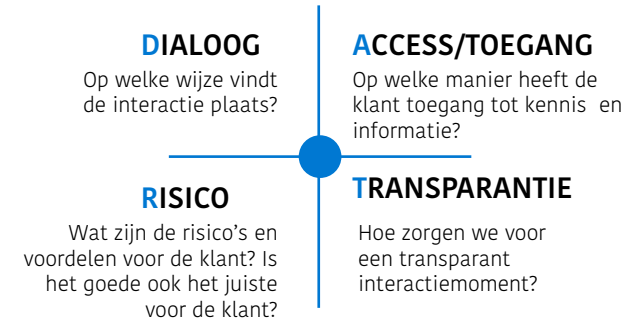 DIALOOG
Op welke wijze vindt
de interactie plaats?
ACCESS/TOEGANG
Op welke manier heeft de
klant toegang tot kennis en
informatie?
RISICO
Wat zijn de risico's en
voordelen voor de klant? Is
het goede ook het juiste
voor de klant?
TRANSPARANTIE
Hoe zorgen we voor
een transparant
interactiemoment?